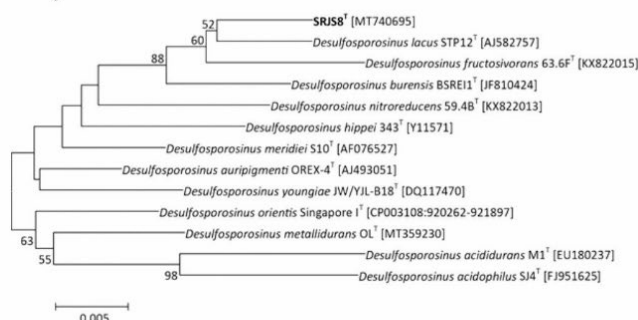 52
SRJS8ᵀ [MT740695]
60
Desulfosporosinus lacus STP12ᵀ [AJ582757]
88
Desulfosporosinus fructosivorans 63.6Fᵀ [KX822015]
Desulfosporosinus burensis BSREI1ᵀ [JF810424]
Desulfosporosinus nitroreducens 59.4Bᵀ [KX822013]
Desulfosporosinus hippei 343ᵀ [Y11571]
Desulfosporosinus meridiei S10ᵀ [AF076527]
Desulfosporosinus auripigmenti OREX-4ᵀ [AJ493051]
Desulfosporosinus youngiae JW/YJL-B18ᵀ [DQ117470]
Desulfosporosinus orientis Singapore Iᵀ [CP003108:920262-921897]
63
Desulfosporosinus metallidurans OLᵀ [MT359230]
55
Desulfosporosinus acididurans M1ᵀ [EU180237]
98
Desulfosporosinus acidophilus SJ4ᵀ [FJ951625]
0.005